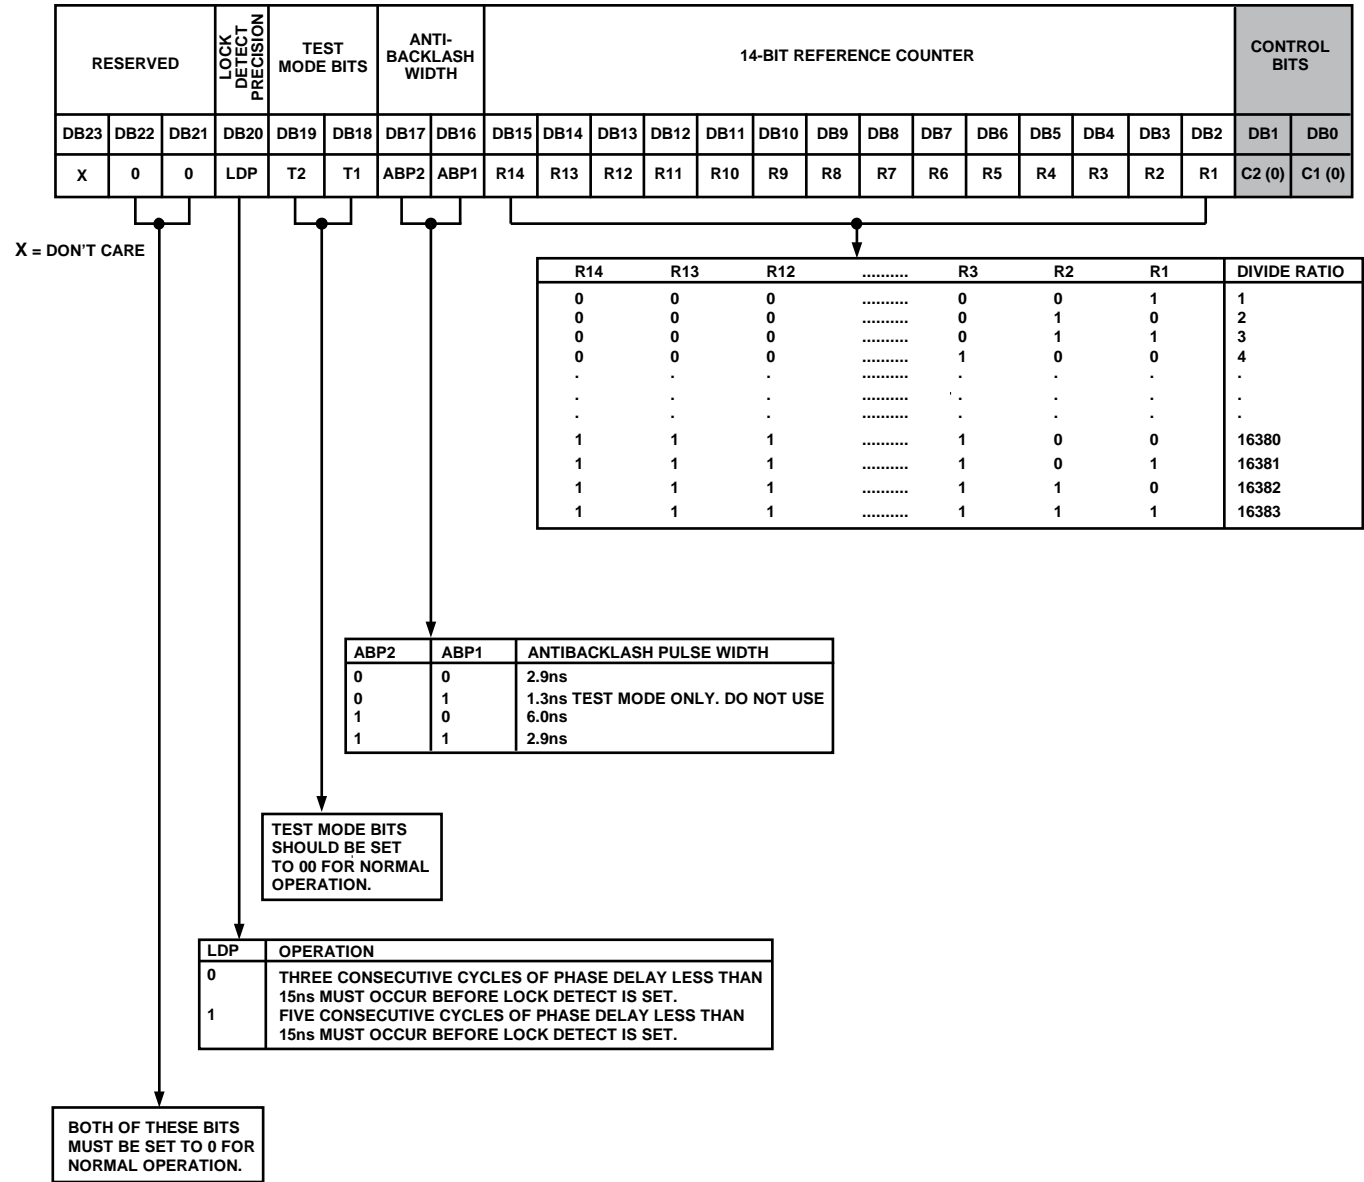 RESERVED
LOCK
DETECT
PRECISION
TEST
MODE BITS
ANTI-
BACKLASH
WIDTH
14-BIT REFERENCE COUNTER
CONTROL
BITS
DB23 DB22 DB21 DB20 DB19 DB18 DB17 DB16 DB15 DB14 DB13 DB12 DB11 DB10 DB9 DB8 DB7 DB6 DB5 DB4 DB3 DB2 DB1 DB0
X 0 0 LDP T2 T1 ABP2 ABP1 R14 R13 R12 R11 R10 R9 R8 R7 R6 R5 R4 R3 R2 R1 C2 (0) C1 (0)
X = DON'T CARE
R14 R13 R12 .......... R3 R2 R1 DIVIDE RATIO
0 0 0 .......... 0 0 1 1
0 0 0 .......... 0 1 0 2
0 0 0 .......... 0 1 1 3
0 0 0 .......... 1 0 0 4
. . . .......... . . . .
. . . .......... . . . .
. . . .......... . . . .
1 1 1 .......... 1 0 0 16380
1 1 1 .......... 1 0 1 16381
1 1 1 .......... 1 1 0 16382
1 1 1 .......... 1 1 1 16383
ABP2 ABP1 ANTIBACKLASH PULSE WIDTH
0 0 2.9ns
0 1 1.3ns TEST MODE ONLY. DO NOT USE
1 0 6.0ns
1 1 2.9ns
TEST MODE BITS
SHOULD BE SET
TO 00 FOR NORMAL
OPERATION.
LDP OPERATION
0 THREE CONSECUTIVE CYCLES OF PHASE DELAY LESS THAN
15ns MUST OCCUR BEFORE LOCK DETECT IS SET.
1 FIVE CONSECUTIVE CYCLES OF PHASE DELAY LESS THAN
15ns MUST OCCUR BEFORE LOCK DETECT IS SET.
BOTH OF THESE BITS
MUST BE SET TO 0 FOR
NORMAL OPERATION.